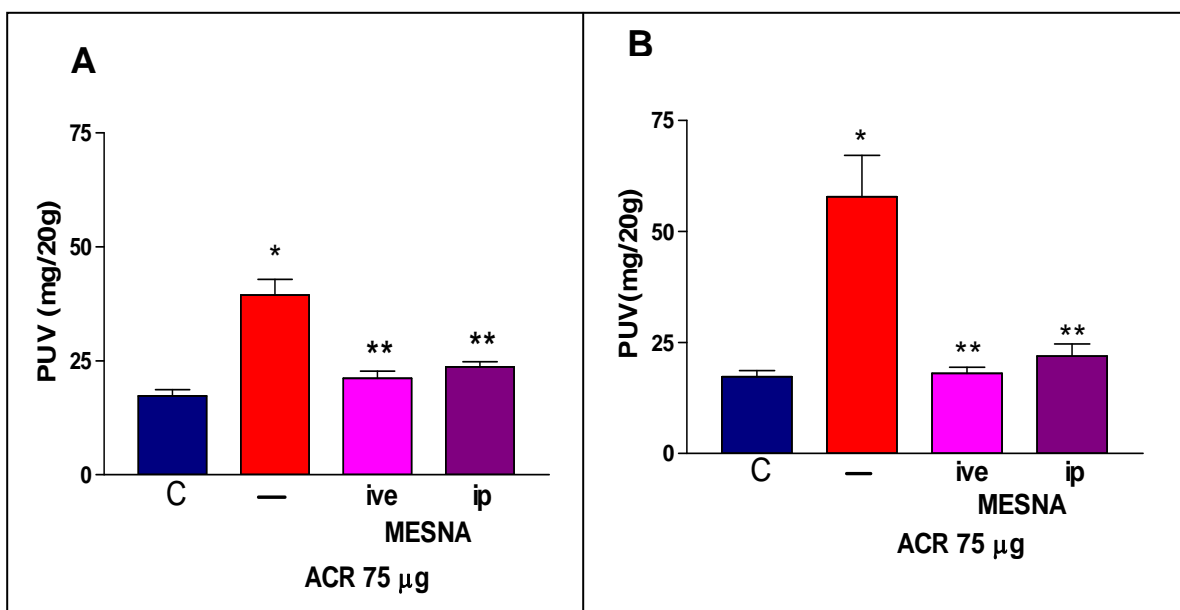 A
PUV (mg/20g)
75
50
25
0
*
**
**
C
—
ive
ip
MESNA
ACR 75 μg
B
PUV(mg/20g)
75
50
25
0
*
**
**
C
—
ive
ip
MESNA
ACR 75 μg